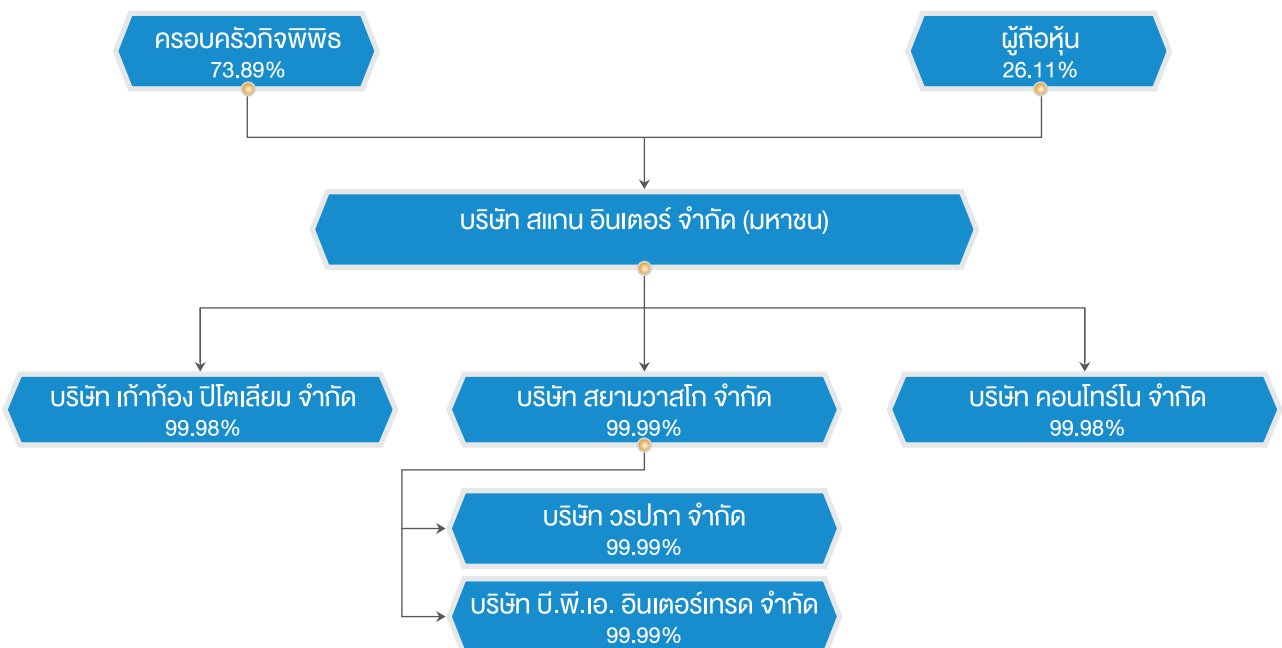 ครอบครัวกิจพิพิธ
73.89%
ผู้ถือหุ้น
26.11%
บริษัท สแกน อินเตอร์ จำกัด (มหาชน)
บริษัท เก้าก้อง ปิโตเลียม จำกัด
99.98%
บริษัท สยามวาสโก จำกัด
99.99%
บริษัท คอนโทร์โน จำกัด
99.98%
บริษัท วรปภา จำกัด
99.99%
บริษัท บี.พี.เอ. อินเตอร์เทรด จำกัด
99.99%